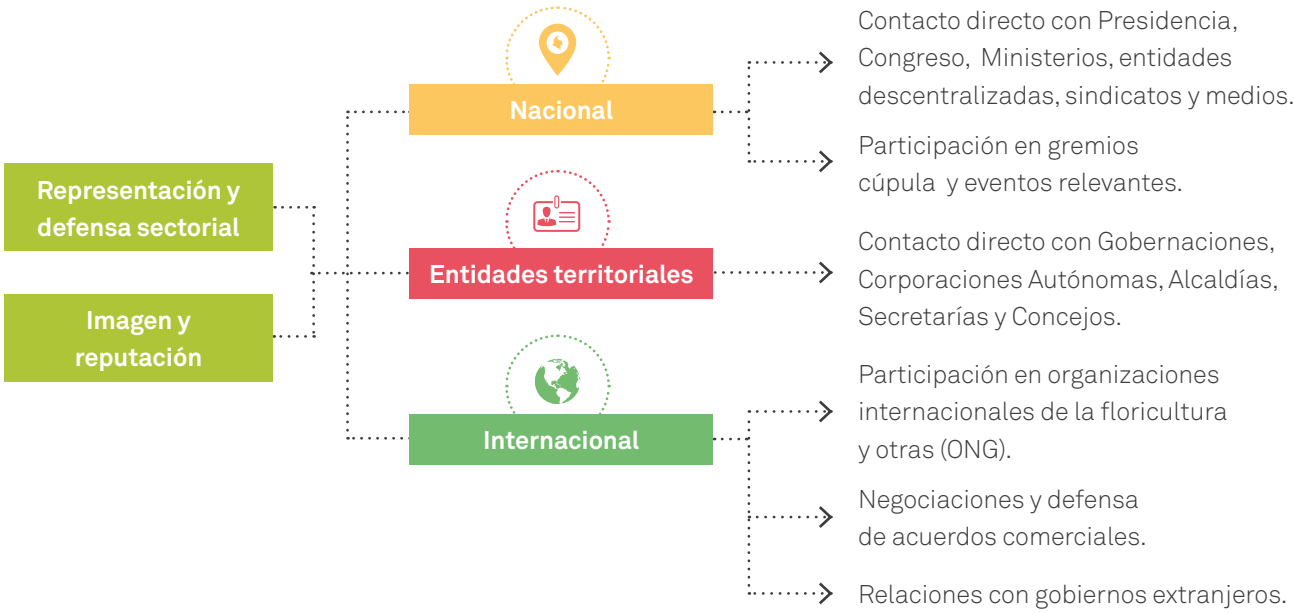 Representación y
defensa sectorial
Imagen y
reputación
Nacional
Contacto directo con Presidencia,
Congreso, Ministerios, entidades
descentralizadas, sindicatos y medios.
Participación en gremios
cúpula y eventos relevantes.
Entidades territoriales
Contacto directo con Gobernaciones,
Corporaciones Autónomas, Alcaldías,
Secretarías y Concejos.
Internacional
Participación en organizaciones
internacionales de la floricultura
y otras (ONG).
Negociaciones y defensa
de acuerdos comerciales.
Relaciones con gobiernos extranjeros.